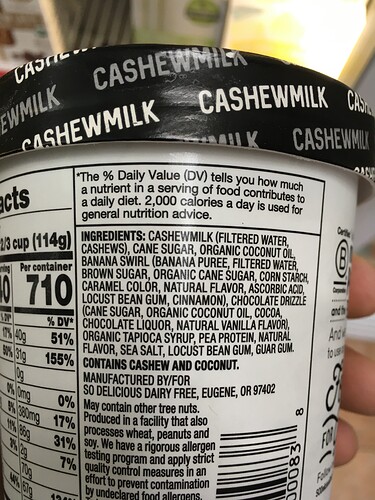 CASHEWMILK
CASHEWMILK
CASHEWMILK
CASHEWMILK
*The % Daily Value (DV) tells you how much
a nutrient in a serving of food contributes to
a daily diet. 2,000 calories a day is used for
general nutrition advice.
2/3 cup (114g)
Per container
710
% DV*
17% 40g 51%
31g 155%
0g
0% 0mg 0%
380mg 17%
86g 31%
2g 7%
70g
67g
INGREDIENTS: CASHEWMILK (FILTERED WATER,
CASHEWS), CANE SUGAR, ORGANIC COCONUT OIL,
BANANA SWIRL (BANANA PUREE, FILTERED WATER,
BROWN SUGAR, ORGANIC CANE SUGAR, CORN STARCH,
CARAMEL COLOR, NATURAL FLAVOR, ASCORBIC ACID,
LOCUST BEAN GUM, CINNAMON), CHOCOLATE DRIZZLE
(CANE SUGAR, ORGANIC COCONUT OIL, COCOA,
CHOCOLATE LIQUOR, NATURAL VANILLA FLAVOR),
ORGANIC TAPIOCA SYRUP, PEA PROTEIN, NATURAL
FLAVOR, SEA SALT, LOCUST BEAN GUM, GUAR GUM.
CONTAINS CASHEW AND COCONUT.
MANUFACTURED BY/FOR
SO DELICIOUS DAIRY FREE, EUGENE, OR 97402
May contain other tree nuts.
Produced in a facility that also
processes wheat, peanuts and
soy. We have a rigorous allergen
testing program and apply strict
quality control measures in an
effort to prevent contamination
by undeclared food allergens.
B